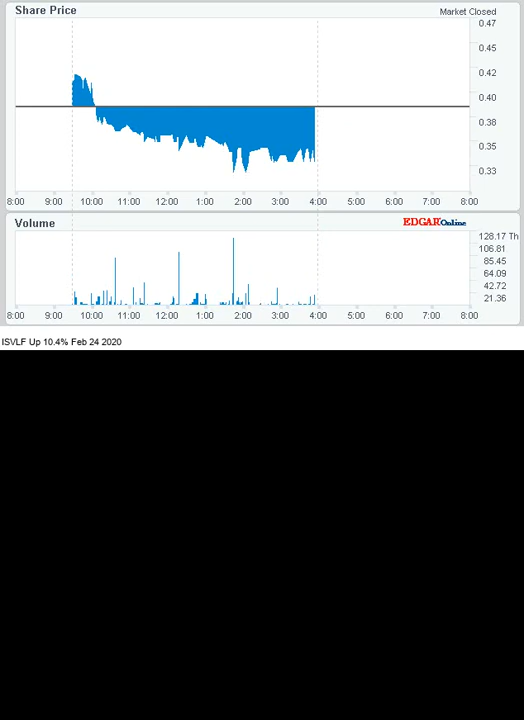 Share Price
Market Closed
0.47
0.45
0.42
0.40
0.38
0.35
0.33
8:00 9:00 10:00 11:00 12:00 1:00 2:00 3:00 4:00 5:00 6:00 7:00 8:00
Volume
EDGAR Online
128.17 Th
106.81
85.45
64.09
42.72
21.36
8:00 9:00 10:00 11:00 12:00 1:00 2:00 3:00 4:00 5:00 6:00 7:00 8:00
ISVLF Up 10.4% Feb 24 2020